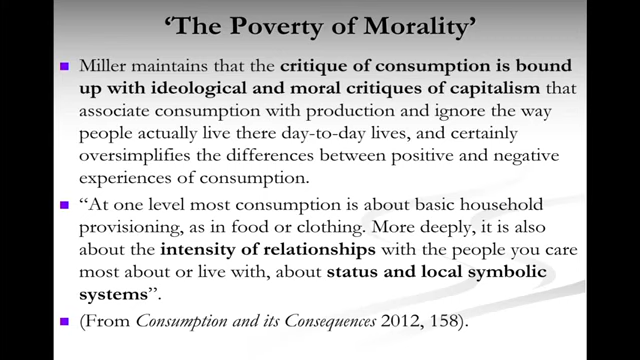 ‘The Poverty of Morality’
Miller maintains that the critique of consumption is bound
up with ideological and moral critiques of capitalism that
associate consumption with production and ignore the way
people actually live there day-to-day lives, and certainly
oversimplifies the differences between positive and negative
experiences of consumption.
“At one level most consumption is about basic household
provisioning, as in food or clothing. More deeply, it is also
about the intensity of relationships with the people you care
most about or live with, about status and local symbolic
systems”.
(From Consumption and its Consequences 2012, 158).